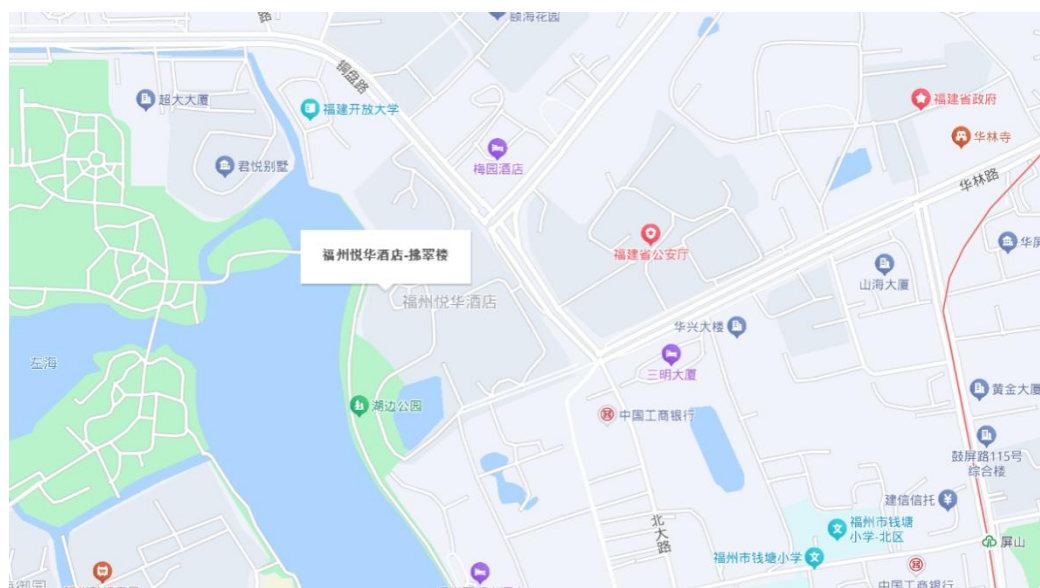 路
颐海花园
铜盘路
超大大厦
福建开放大学
福建省政府
华林寺
君悦别墅
梅园酒店
华林路
福建省公安厅
福州悦华酒店-拂翠楼
山海大厦
福州悦华酒店
华兴大楼
左海
三明大厦
黄金大厦
湖边公园
中国工商银行
鼓屏路115号
综合楼
建信信托
北大路
福州市钱塘
小学-北区
屏山
福州市钱塘小学
中国工商银行